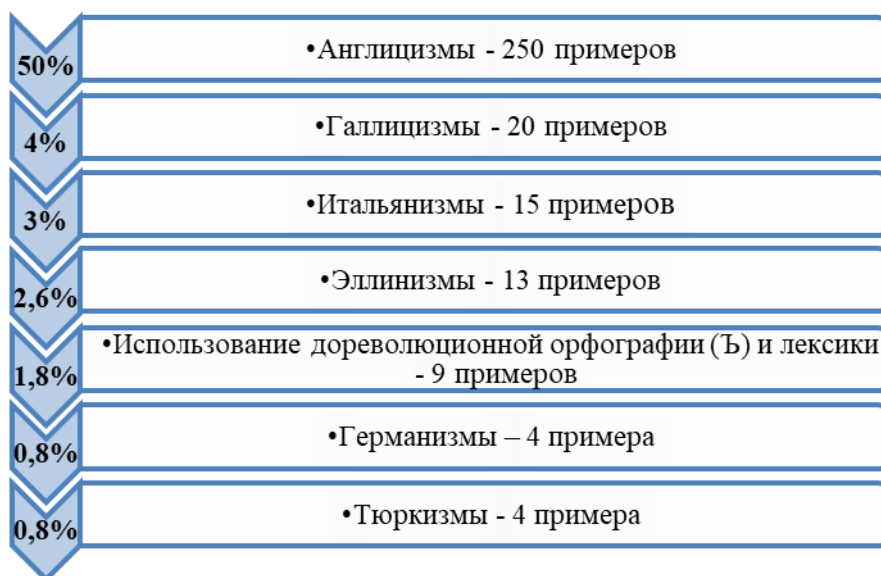 50%
•Англицизмы - 250 примеров
4%
•Галлицизмы - 20 примеров
3%
•Итальянизмы - 15 примеров
2,6%
•Эллинизмы - 13 примеров
1,8%
•Использование дореволюционной орфографии (Ъ) и лексики
- 9 примеров
0,8%
•Германизмы – 4 примера
0,8%
•Тюркизмы - 4 примера